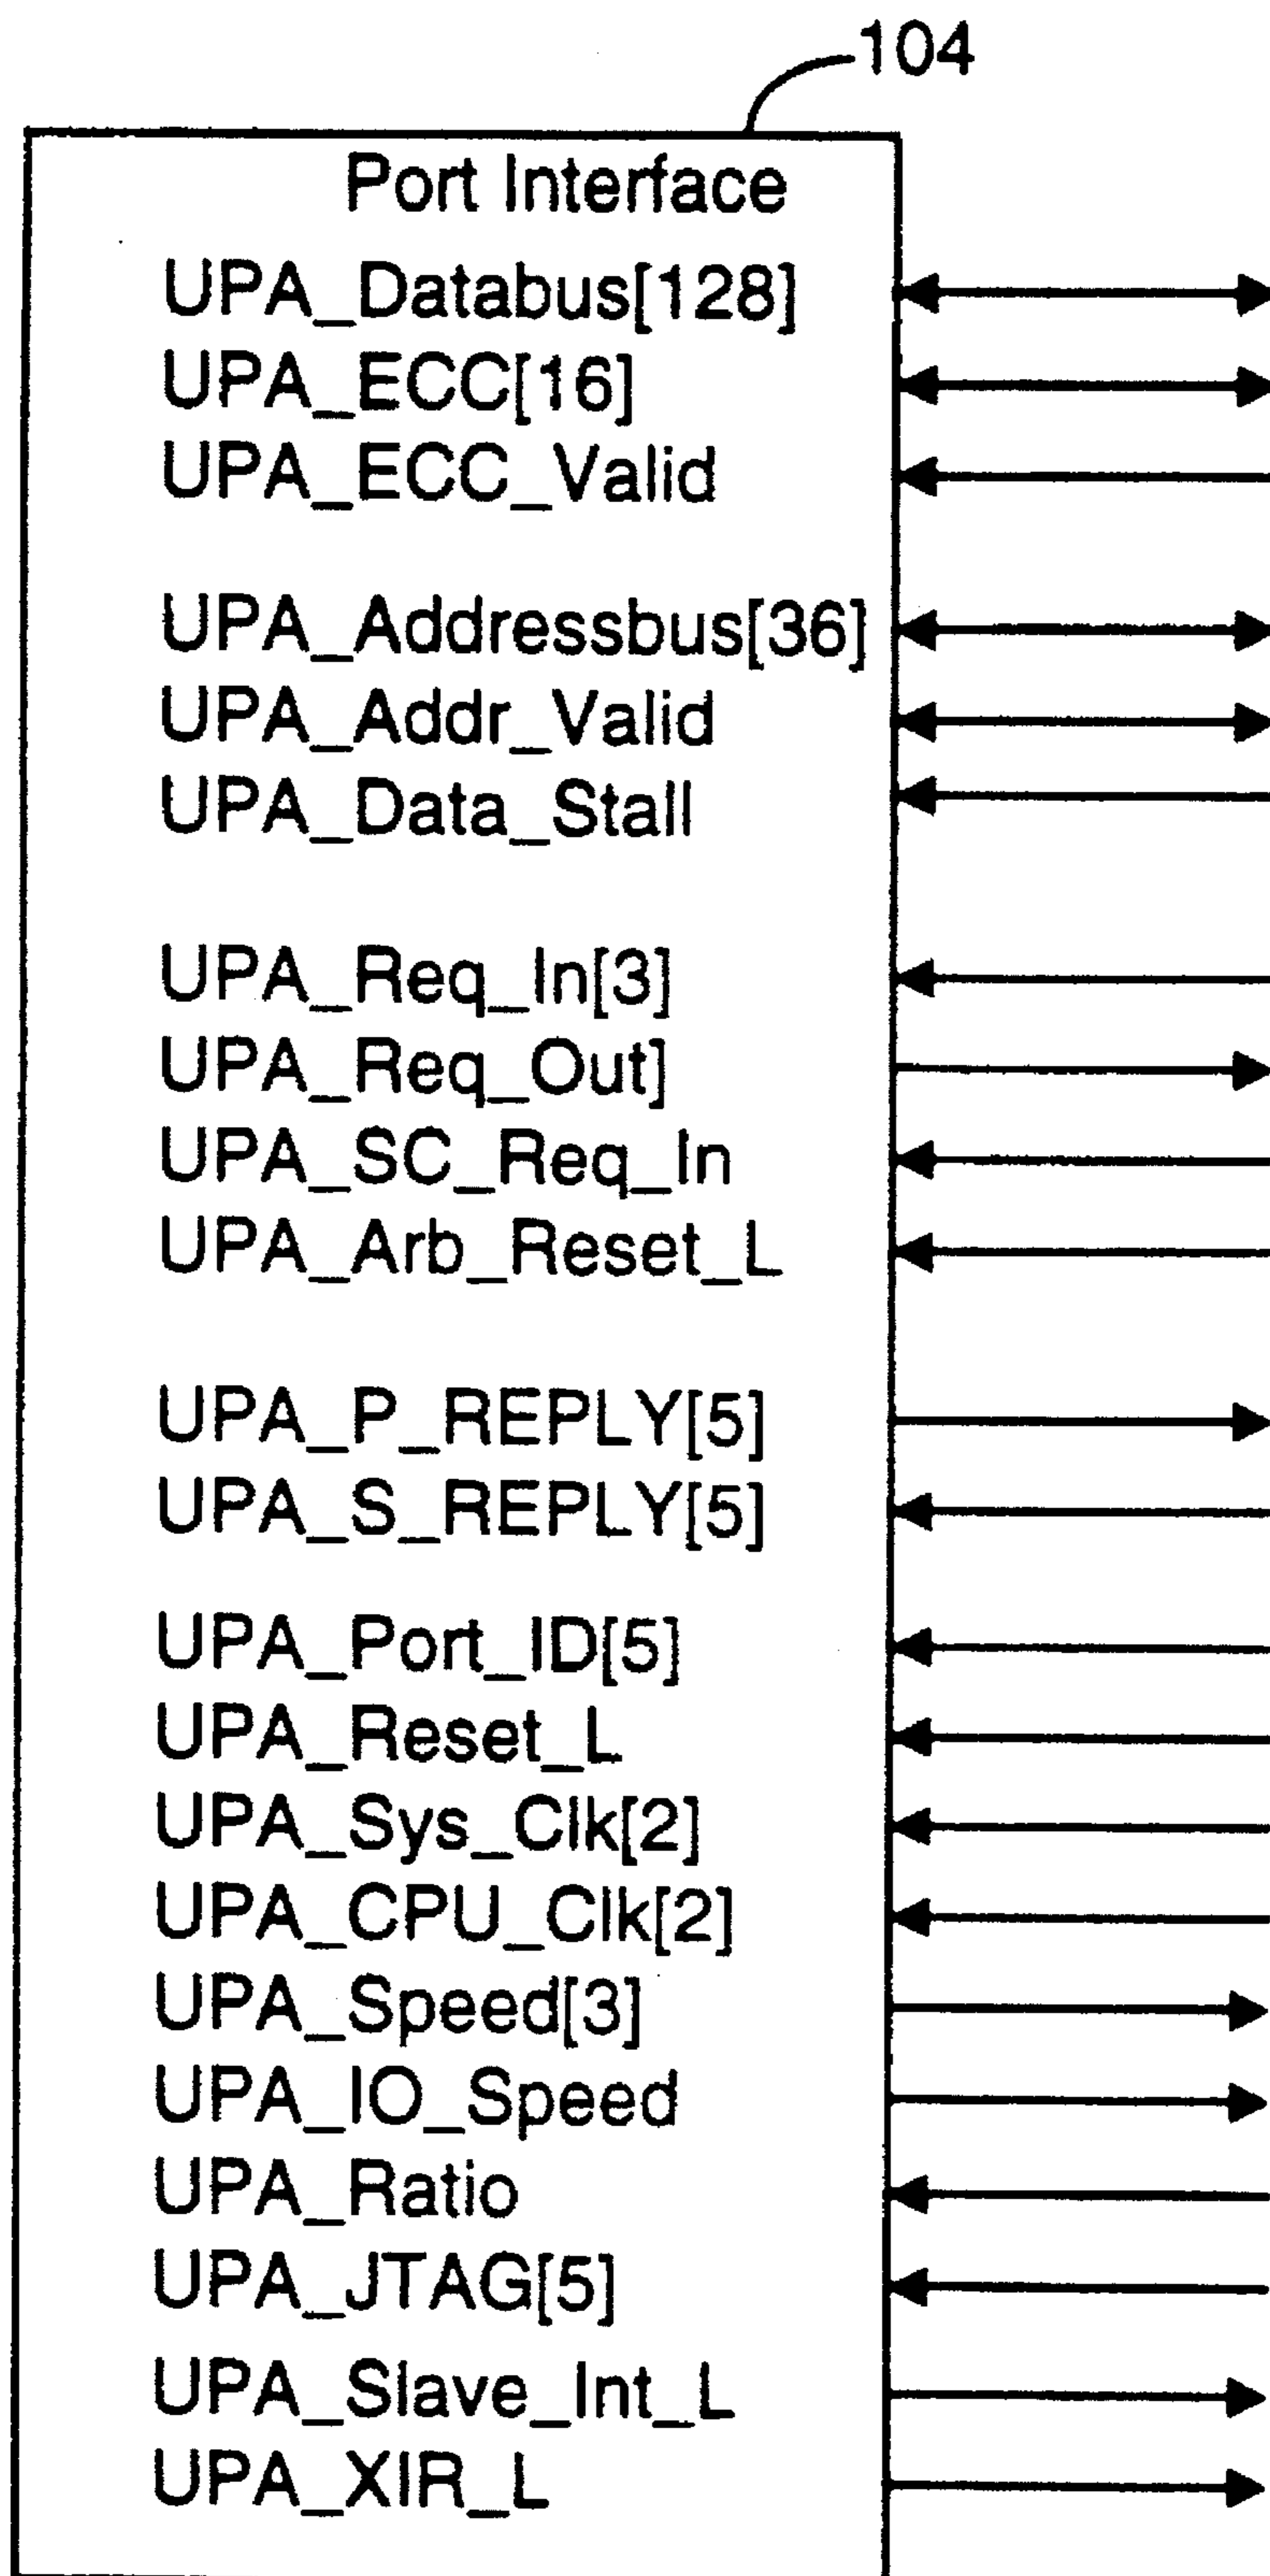 104
Port Interface
UPA_Databus[128]
UPA_ECC[16]
UPA_ECC_Valid
UPA_Addressbus[36]
UPA_Addr_Valid
UPA_Data_Stall
UPA_Req_In[3]
UPA_Req_Out]
UPA_SC_Req_In
UPA_Arb_Reset_L
UPA_P_REPLY[5]
UPA_S_REPLY[5]
UPA_Port_ID[5]
UPA_Reset_L
UPA_Sys_Clk[2]
UPA_CPU_Clk[2]
UPA_Speed[3]
UPA_IO_Speed
UPA_Ratio
UPA_JTAG[5]
UPA_Slave_Int_L
UPA_XIR_L